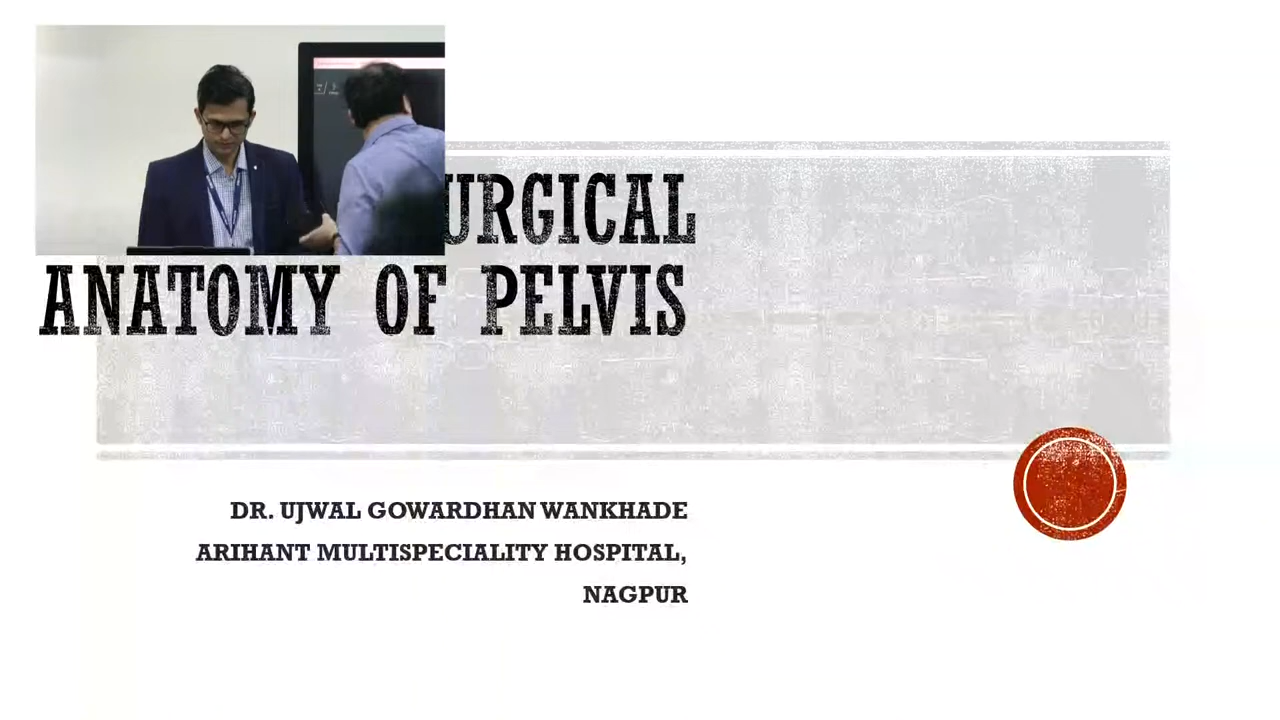 URGICAL
ANATOMY OF PELVIS
DR. UJWAL GOWARDHAN WANKHADE
ARIHANT MULTISPECIALITY HOSPITAL,
NAGPUR